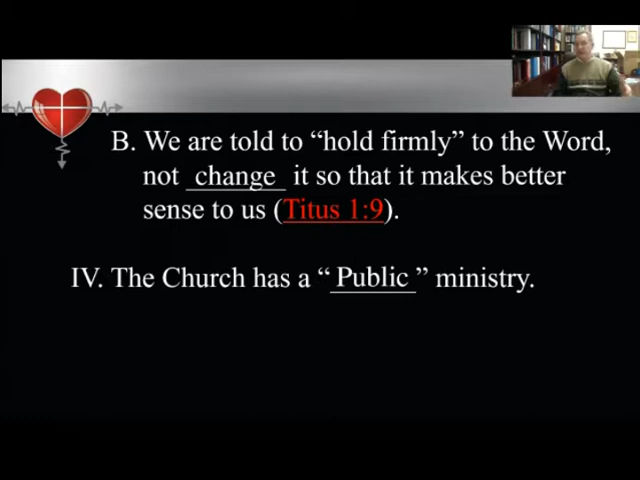 B. We are told to “hold firmly” to the Word,
not change it so that it makes better
sense to us (Titus 1:9).
IV. The Church has a “Public” ministry.